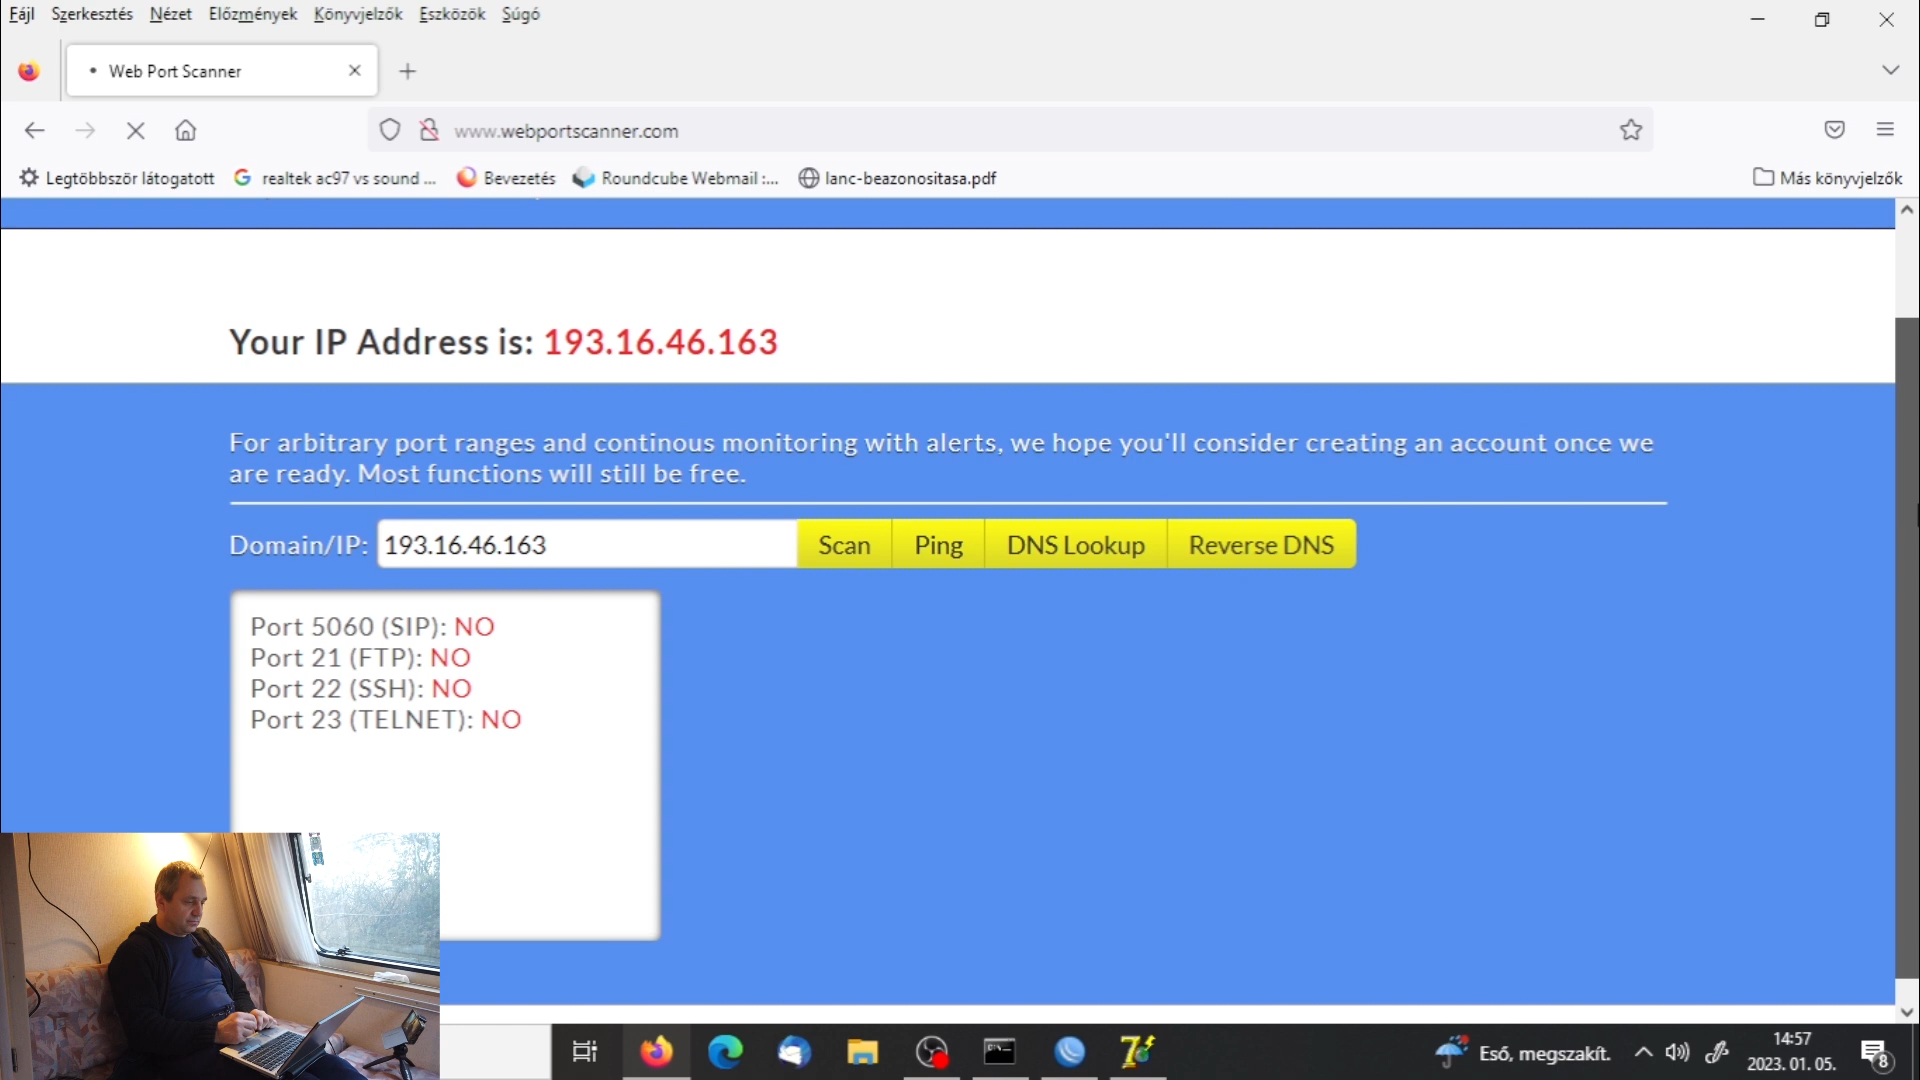 Fájl Szerkesztés Nézet Előzmények Könyvjelzők Eszközök Súgó
Web Port Scanner
www.webportscanner.com
Legtöbbször látogatott realtek ac97 vs sound ... Bevezetés Roundcube Webmail :... lanc-beazonositasa.pdf Más könyvjelzők
Your IP Address is: 193.16.46.163
For arbitrary port ranges and continous monitoring with alerts, we hope you'll consider creating an account once we
are ready. Most functions will still be free.
Domain/IP: 193.16.46.163 Scan Ping DNS Lookup Reverse DNS
Port 5060 (SIP): NO
Port 21 (FTP): NO
Port 22 (SSH): NO
Port 23 (TELNET): NO
Eső, megszakít. 14:57
2023. 01. 05. 8